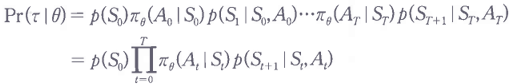 Pr(τ|θ) = p(S₀)π_θ(A₀|S₀)p(S₁|S₀,A₀)⋯π_θ(A_T|S_T)p(S_{T+1}|S_T,A_T)
= p(S₀)∏_{t=0}^{T}π_θ(A_t|S_t)p(S_{t+1}|S_t,A_t)